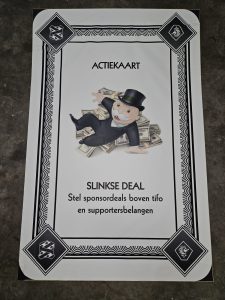 ACTIEKAART
SLINKSE DEAL
Stel sponsordeals boven tifo
en supportersbelangen